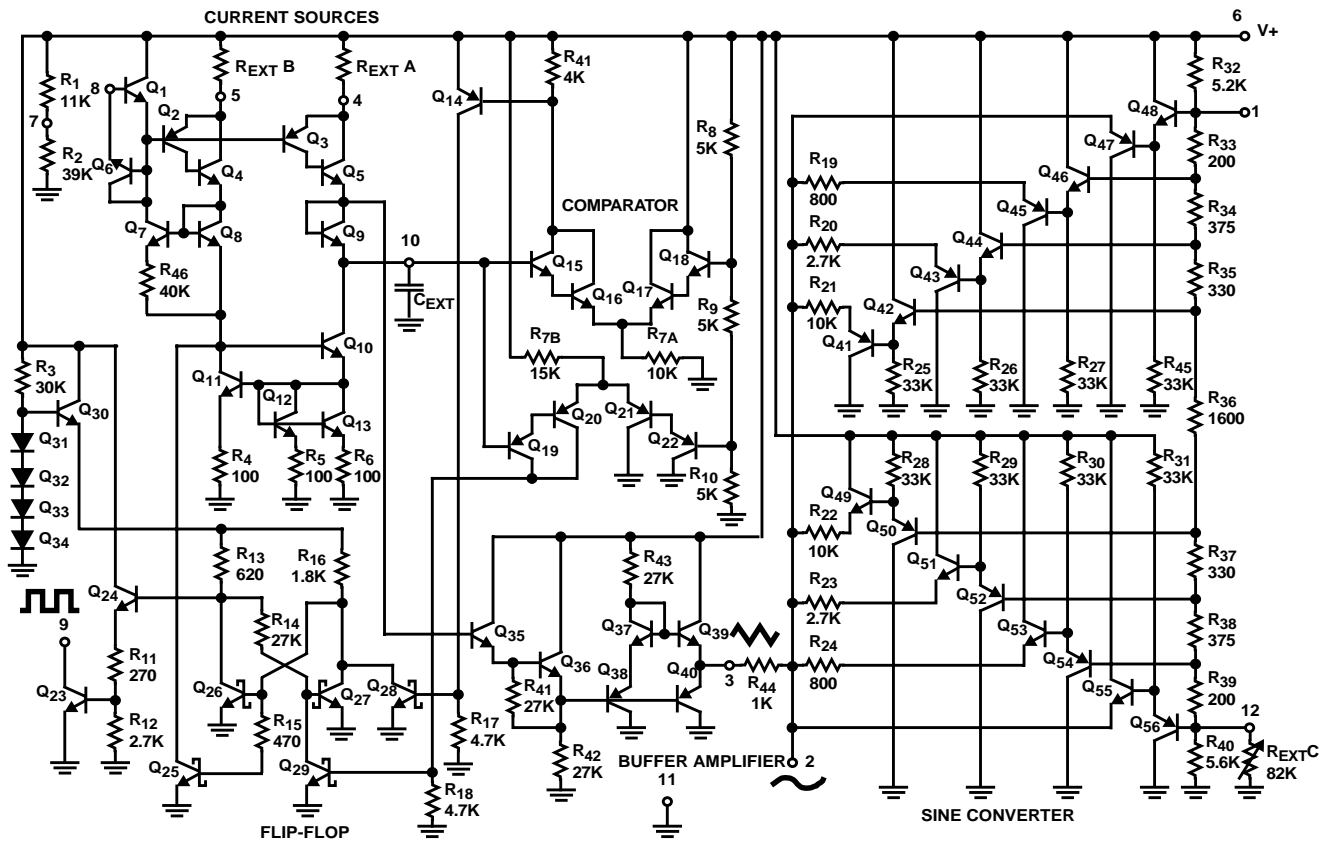 CURRENT SOURCES
6
V+
R1
11K
8
Q1
REXT B
5
REXT A
4
R41
4K
Q14
R32
5.2K
1
7
R2
39K
Q2
Q6
Q4
Q3
Q5
R8
5K
Q48
Q47
R33
200
R19
800
Q46
Q45
R34
375
COMPARATOR
Q7
Q8
Q9
10
R46
40K
CEXT
Q15
Q16
Q17
Q18
R9
5K
R20
2.7K
Q44
Q43
R35
330
R21
10K
Q42
Q41
R7B
15K
R7A
10K
R3
30K
Q30
Q10
Q11
Q12
Q13
Q20
Q21
Q19
Q22
R25
33K
R26
33K
R27
33K
R45
33K
R36
1600
Q31
Q32
Q33
Q34
R4
100
R5
100
R6
100
R10
5K
R28
33K
R29
33K
R30
33K
R31
33K
Q49
R22
10K
Q50
R13
620
R16
1.8K
R43
27K
Q51
R37
330
9
Q24
R14
27K
Q35
Q36
Q37
Q39
R23
2.7K
Q52
R38
375
R11
270
Q23
Q26
Q27
Q28
R41
27K
Q38
Q40
3
R44
1K
R24
800
Q53
Q54
R39
200
R12
2.7K
R15
470
R17
4.7K
R42
27K
Q55
Q56
12
Q25
Q29
R18
4.7K
BUFFER AMPLIFIER
2
11
R40
5.6K
REXTC
82K
FLIP-FLOP
SINE CONVERTER